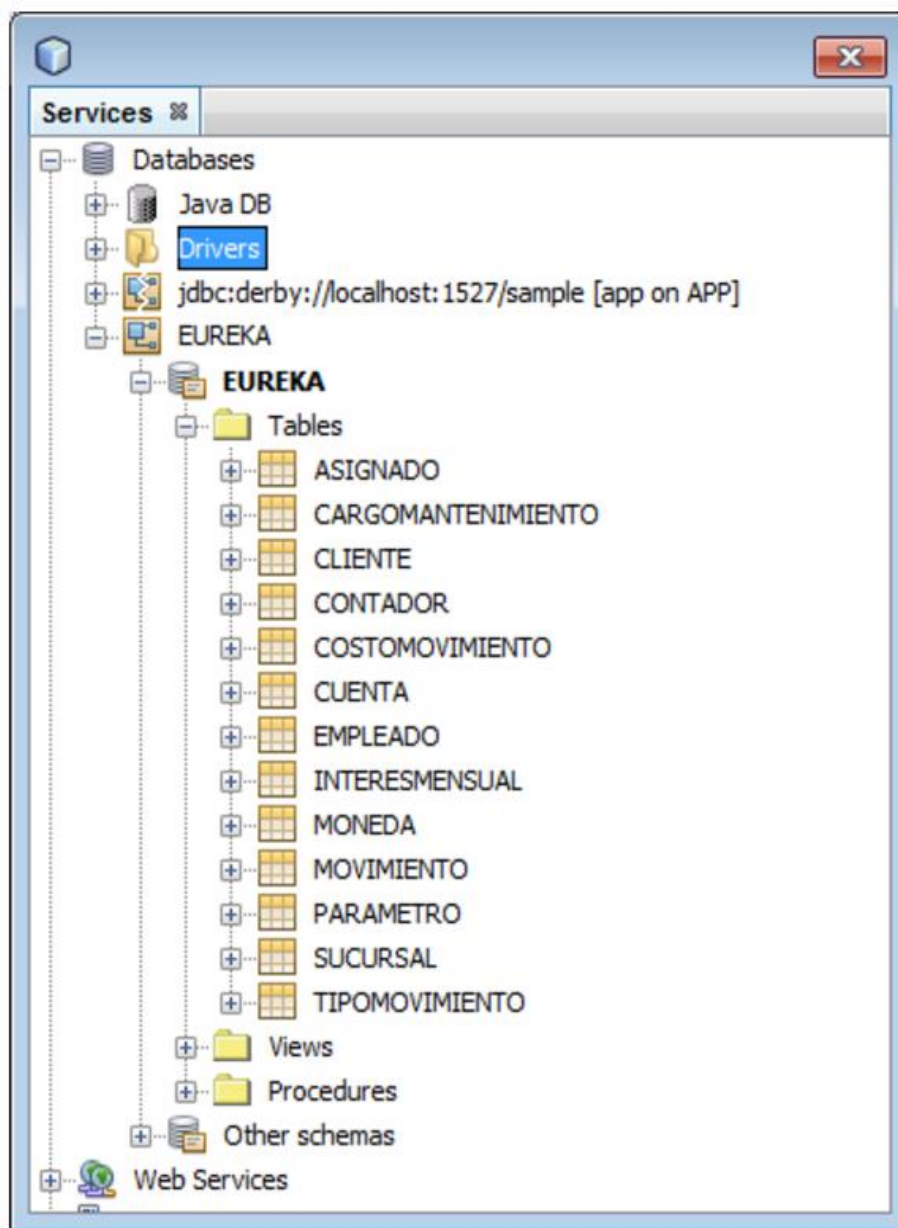 Services
Databases
Java DB
Drivers
jdbc:derby://localhost:1527/sample [app on APP]
EUREKA
EUREKA
Tables
ASIGNADO
CARGOMANTENIMIENTO
CLIENTE
CONTADOR
COSTOMOVIMIENTO
CUENTA
EMPLEADO
INTERESMENSUAL
MONEDA
MOVIMIENTO
PARAMETRO
SUCURSAL
TIPOMOVIMIENTO
Views
Procedures
Other schemas
Web Services